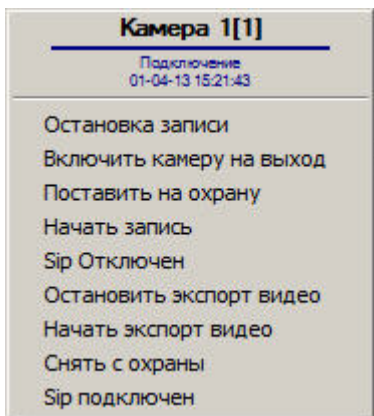 Камера 1[1]
Подключение
01-04-13 15:21:43
Остановка записи
Включить камеру на выход
Поставить на охрану
Начать запись
Sip Отключен
Остановить экспорт видео
Начать экспорт видео
Снять с охраны
Sip подключен